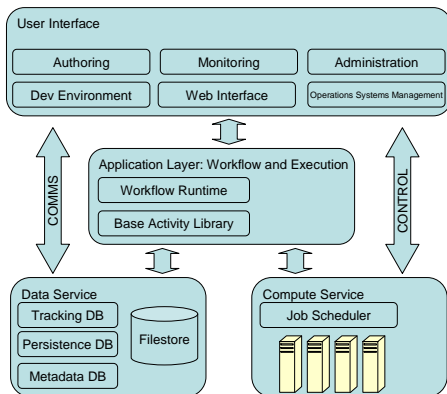 User Interface
Authoring
Monitoring
Administration
Dev Environment
Web Interface
Operations Systems Management
COMMS
Application Layer: Workflow and Execution
Workflow Runtime
Base Activity Library
CONTROL
Data Service
Tracking DB
Persistence DB
Metadata DB
Filestore
Compute Service
Job Scheduler